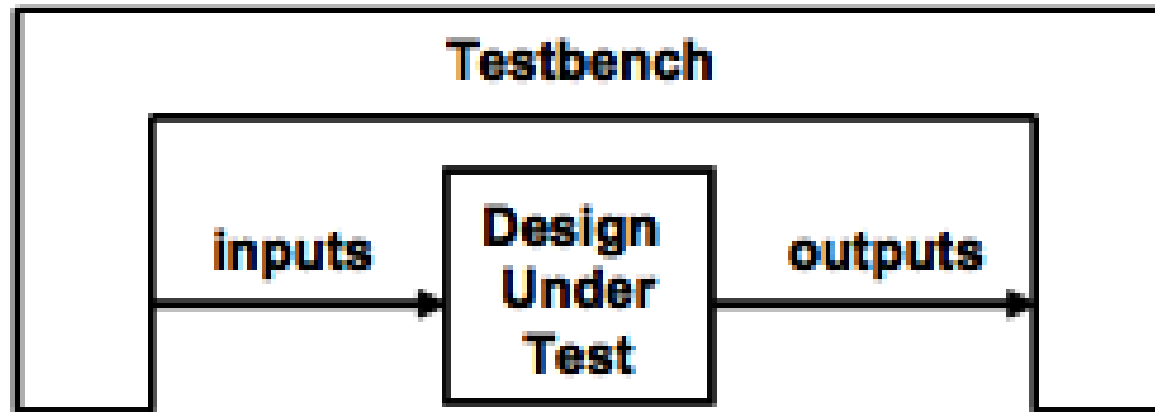 Testbench
inputs
Design
Under
Test
outputs